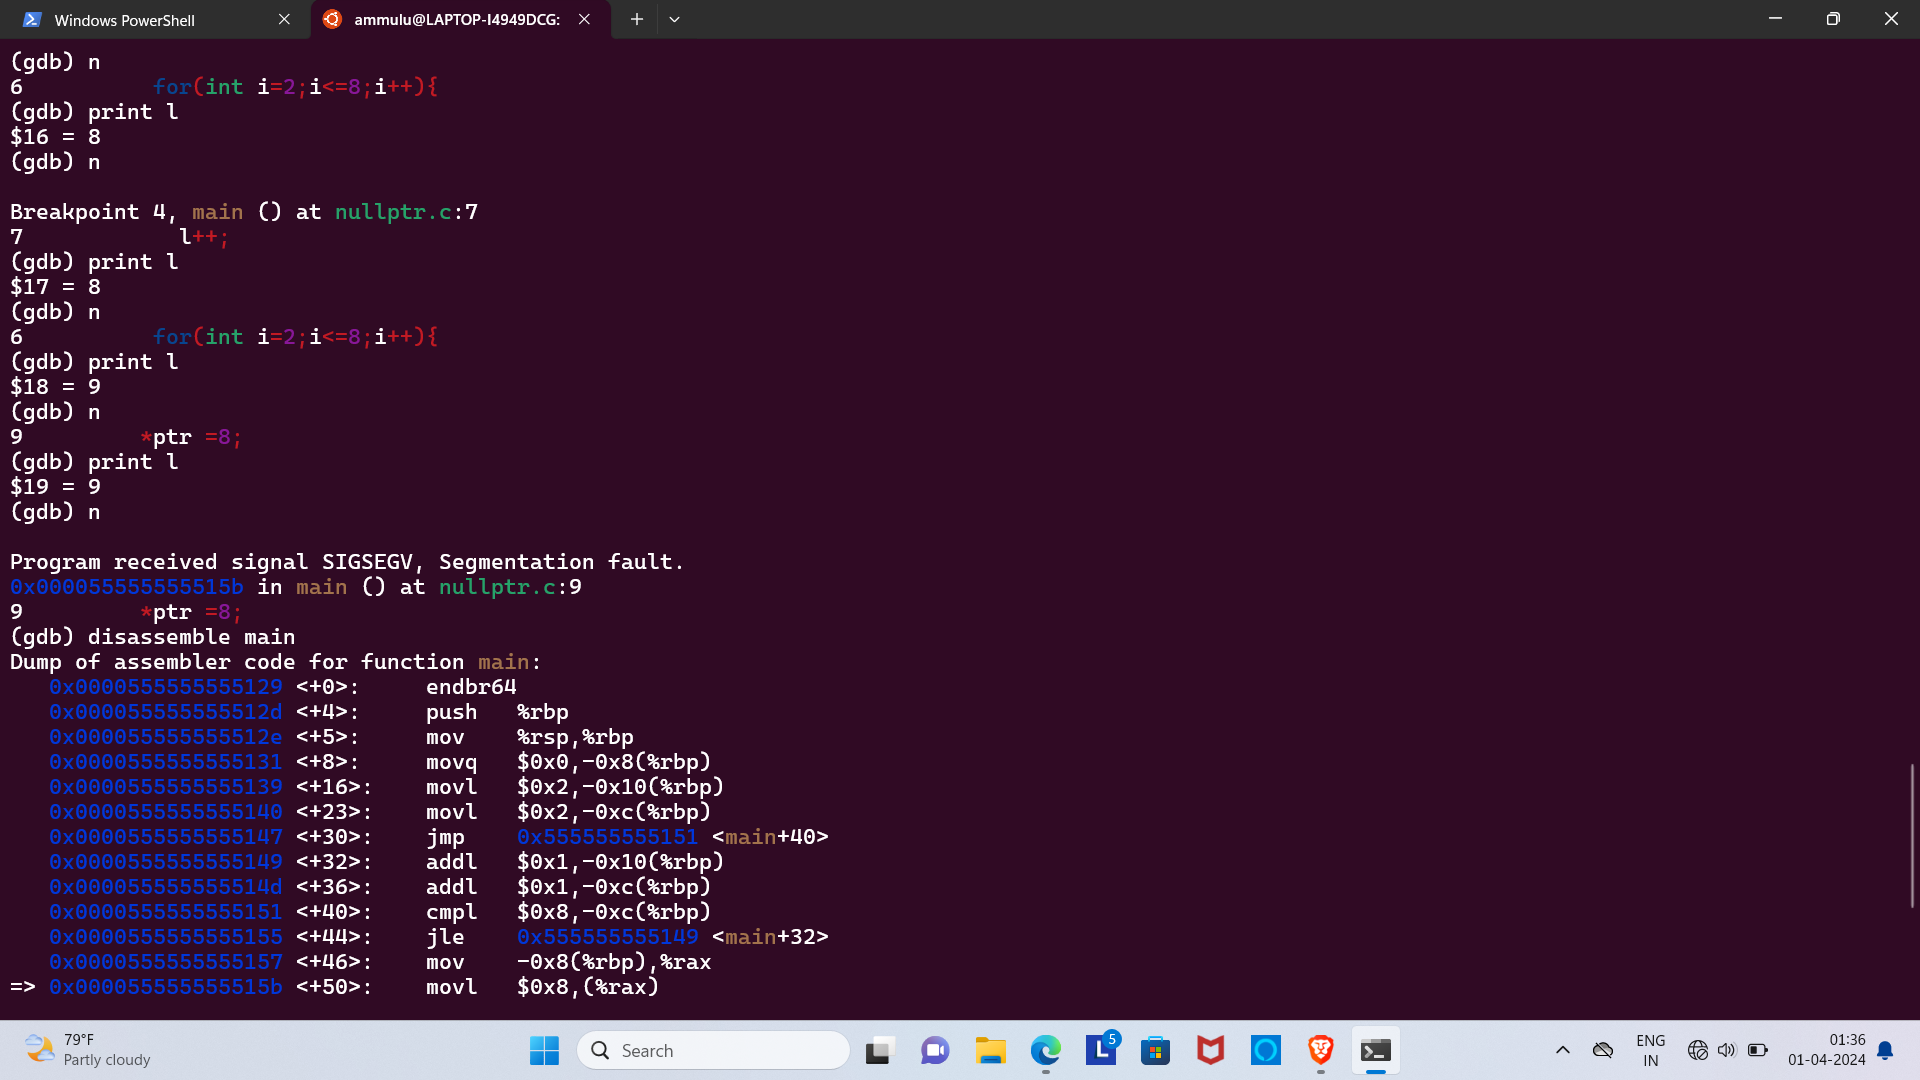 Windows PowerShell
ammulu@LAPTOP-I4949DCG:
(gdb) n
6          for(int i=2;i<=8;i++){
(gdb) print l
$16 = 8
(gdb) n
Breakpoint 4, main () at nullptr.c:7
7            l++;
(gdb) print l
$17 = 8
(gdb) n
6          for(int i=2;i<=8;i++){
(gdb) print l
$18 = 9
(gdb) n
9         *ptr =8;
(gdb) print l
$19 = 9
(gdb) n
Program received signal SIGSEGV, Segmentation fault.
0x000055555555515b in main () at nullptr.c:9
9         *ptr =8;
(gdb) disassemble main
Dump of assembler code for function main:
   0x0000555555555129 <+0>:     endbr64
   0x000055555555512d <+4>:     push   %rbp
   0x000055555555512e <+5>:     mov    %rsp,%rbp
   0x0000555555555131 <+8>:     movq   $0x0,-0x8(%rbp)
   0x0000555555555139 <+16>:    movl   $0x2,-0x10(%rbp)
   0x0000555555555140 <+23>:    movl   $0x2,-0xc(%rbp)
   0x0000555555555147 <+30>:    jmp    0x555555555151 <main+40>
   0x0000555555555149 <+32>:    addl   $0x1,-0x10(%rbp)
   0x000055555555514d <+36>:    addl   $0x1,-0xc(%rbp)
   0x0000555555555151 <+40>:    cmpl   $0x8,-0xc(%rbp)
   0x0000555555555155 <+44>:    jle    0x555555555149 <main+32>
   0x0000555555555157 <+46>:    mov    -0x8(%rbp),%rax
=> 0x000055555555515b <+50>:    movl   $0x8,(%rax)
79°F
Partly cloudy
Search
L
5
ENG
IN
01:36
01-04-2024